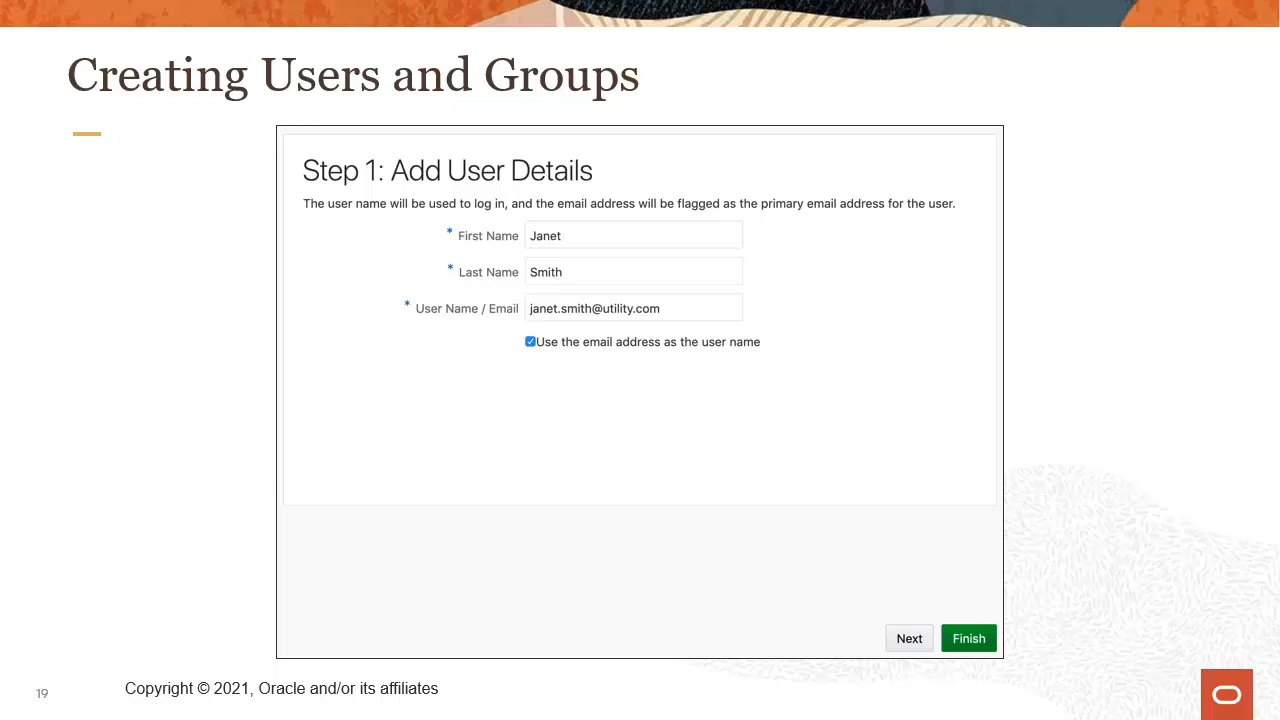 Creating Users and Groups
Step 1: Add User Details
The user name will be used to log in, and the email address will be flagged as the primary email address for the user.
* First Name Janet
* Last Name Smith
* User Name / Email janet.smith@utility.com
Use the email address as the user name
Next Finish
19 Copyright © 2021, Oracle and/or its affiliates